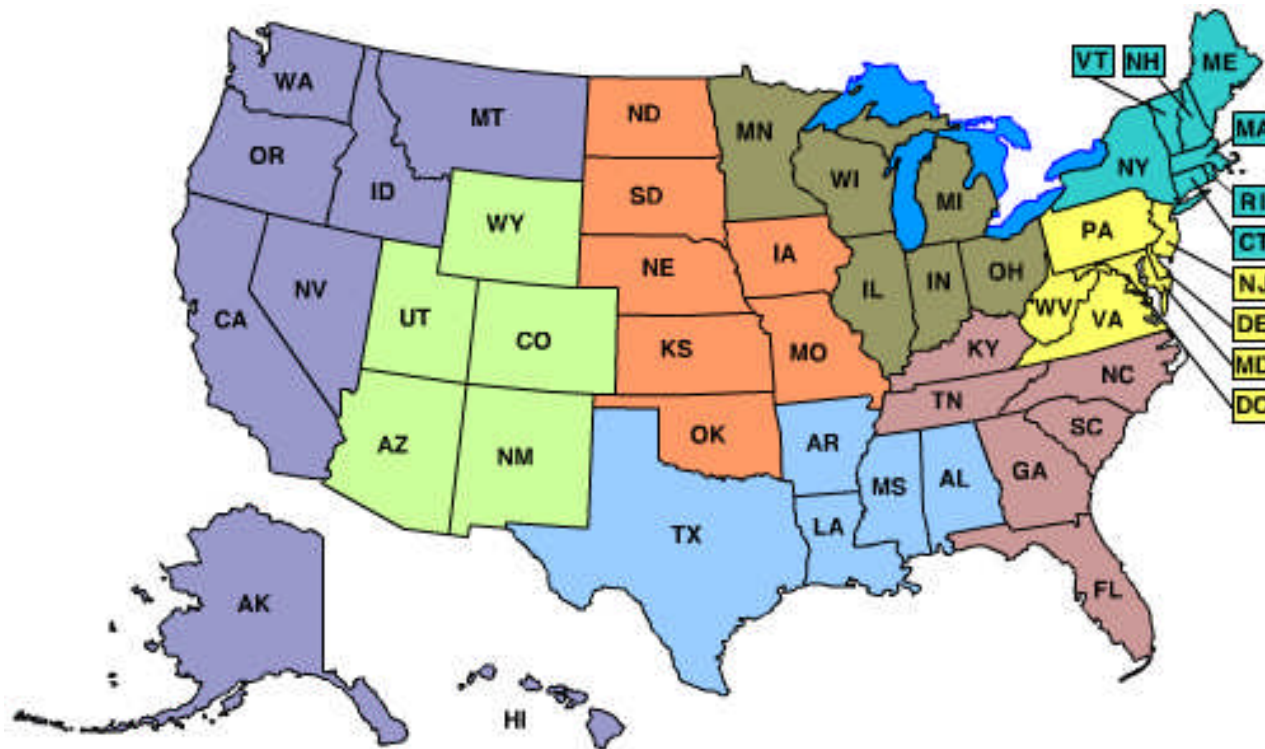 VT NH ME
WA
MT ND MN
OR MA
ID WI NY
SD MI
WY RI
PA CT
NE IA OH
NV IL IN NJ
CA UT WV VA DE
CO KS MO KY MD
NC
TN DC
AZ NM OK AR SC
MS AL GA
TX LA
FL
AK
HI